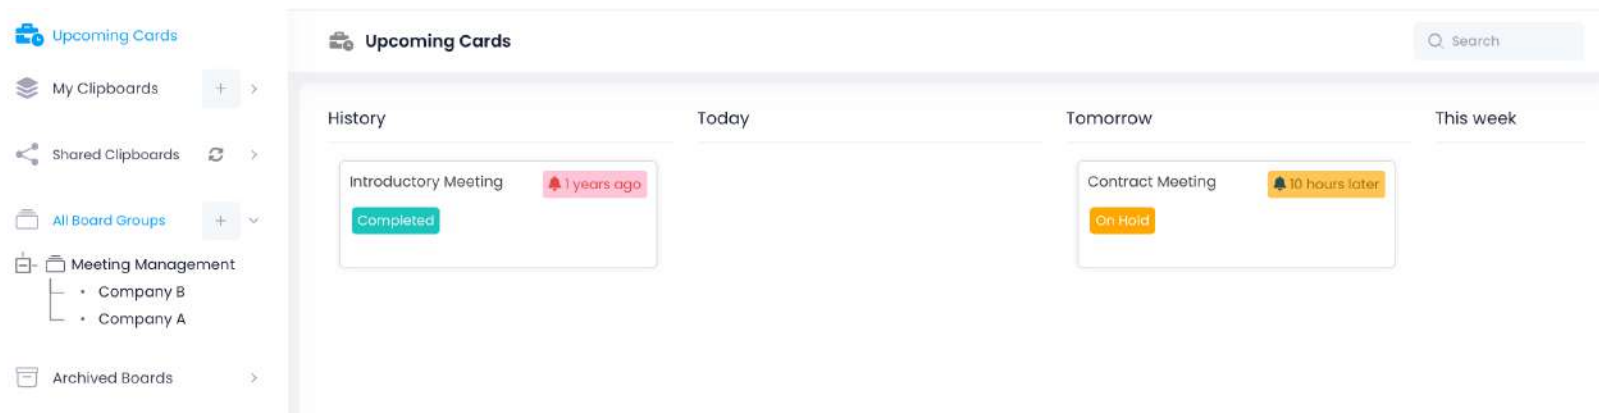 Upcoming Cards
My Clipboards
Shared Clipboards
All Board Groups
Meeting Management
Company B
Company A
Archived Boards
Upcoming Cards
Search
History
Today
Tomorrow
This week
Introductory Meeting
1 years ago
Completed
Contract Meeting
10 hours later
On Hold